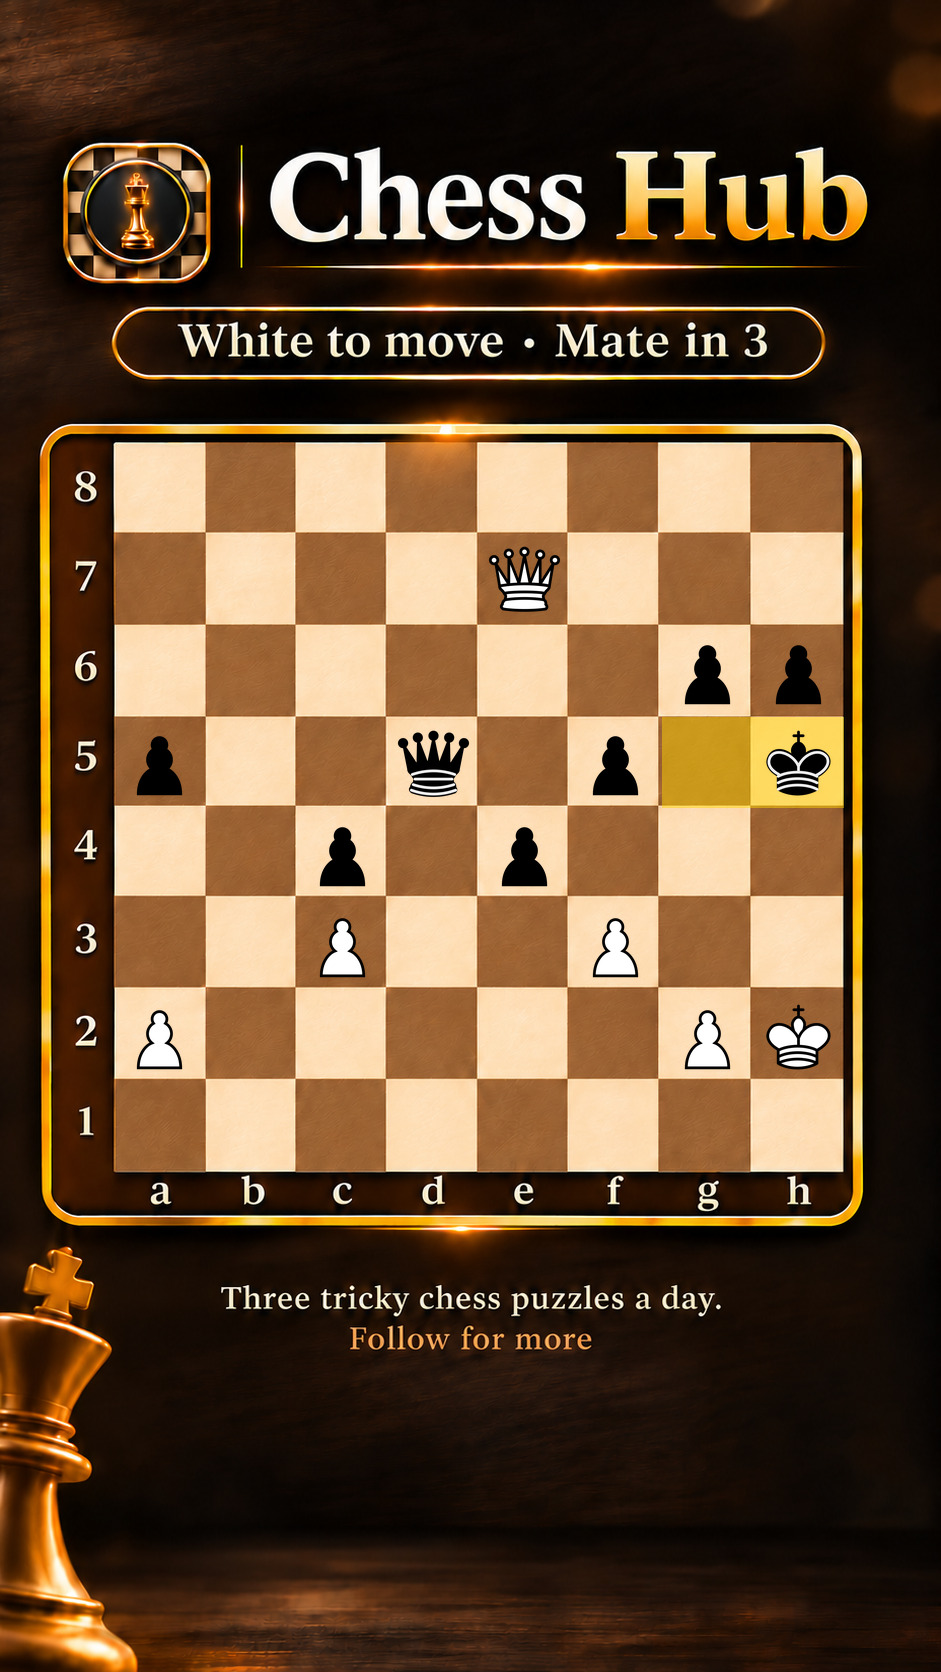 Chess Hub
White to move • Mate in 3
8
7
6
5
4
3
2
1
a b c d e f g h
Three tricky chess puzzles a day.
Follow for more